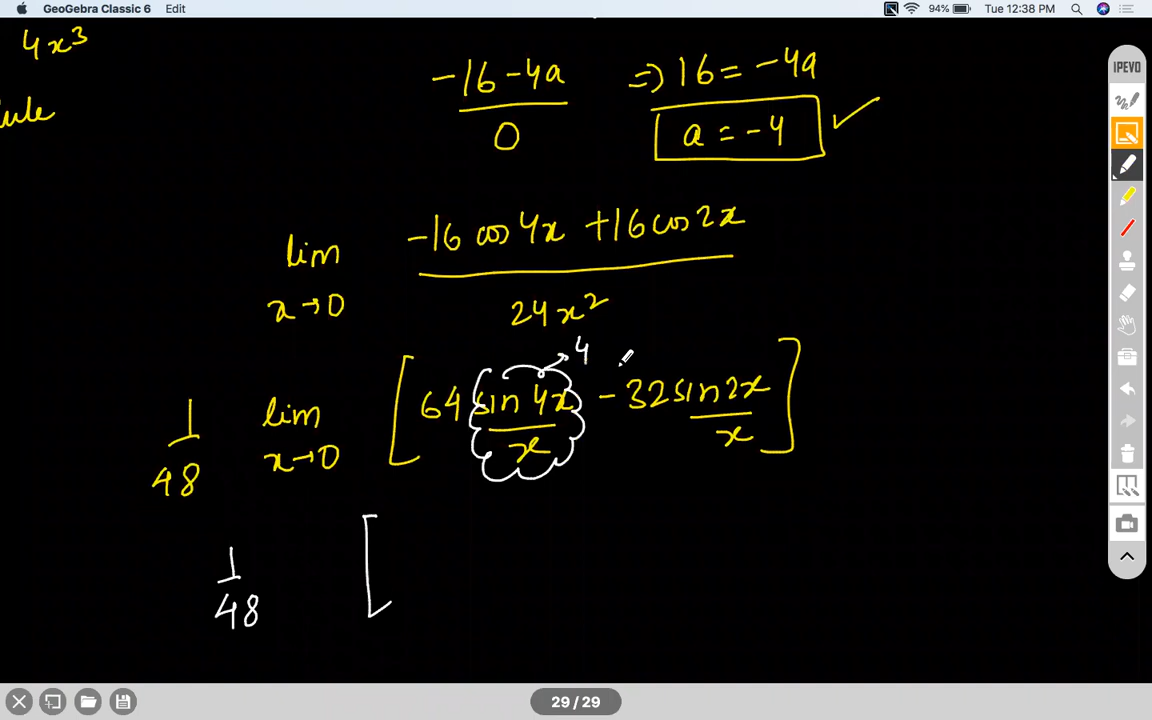 GeoGebra Classic 6 Edit 94% Tue 12:38 PM
IPEVO
4x³
-16-4a / 0 => 16 = -4a
a = -4 ✓
lim x→0 -16 cos 4x + 16 cos 2x / 24x²
4
1/48 lim x→0 [ 64 sin 4x / x - 32 sin 2x / x ]
1/48 [
29 / 29